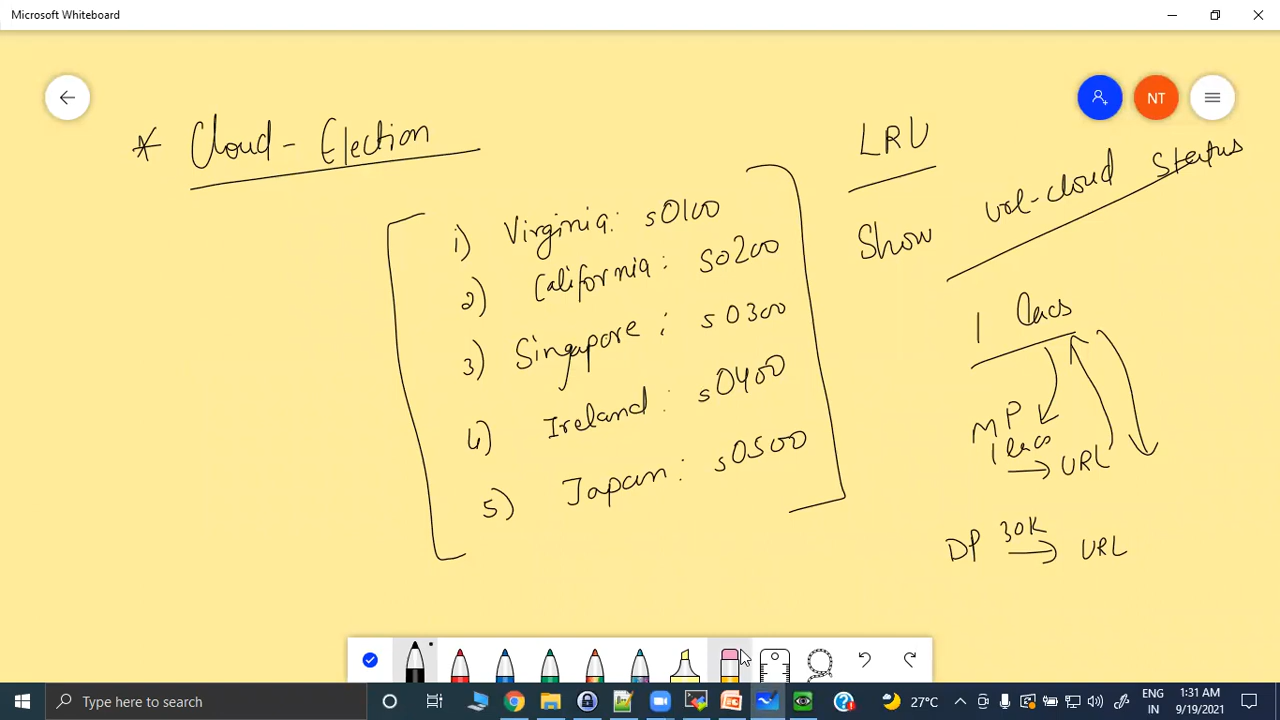 Microsoft Whiteboard
NT
* Cloud - Election
1) Virginia: s0100
2) California: s0200
3) Singapore: s0300
4) Ireland: s0400
5) Japan: s0500
LRU
Show url-cloud status
1 lacs
MP
1 lacs
→ URL
DP 30K → URL
Type here to search
27°C
ENG
IN
1:31 AM
9/19/2021